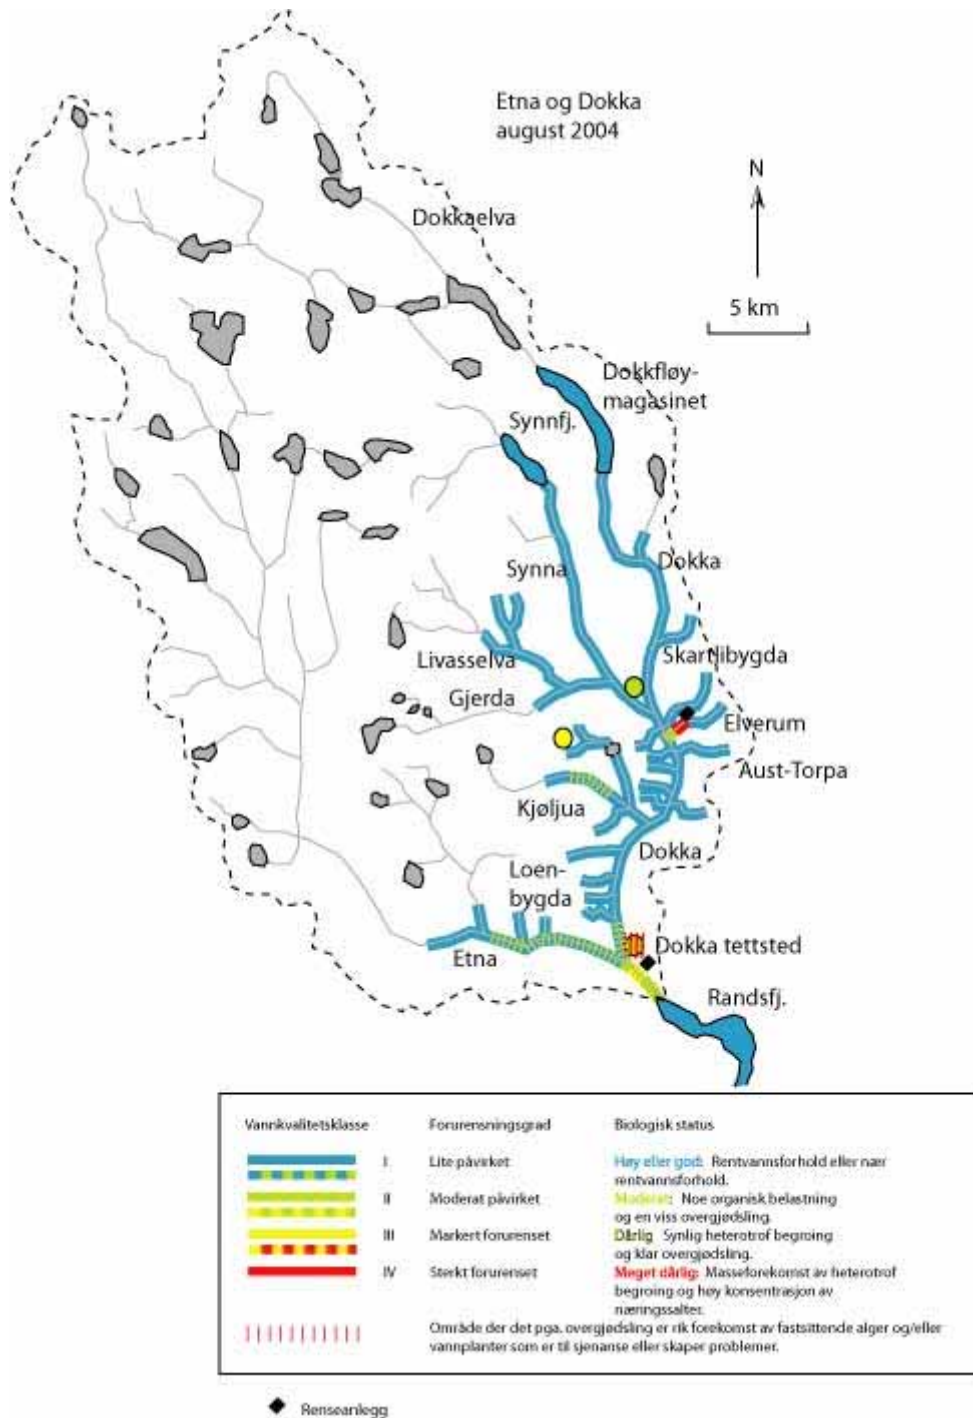 Etna og Dokka
august 2004
N
5 km
Dokkaelva
Dokkfløy-
magasinet
Synnfj.
Synna
Dokka
Livasselva
Skartlibygda
Gjerda
Elverum
Aust-Torpa
Kjøljua
Dokka
Loen-
bygda
Etna
Dokka tettsted
Randsfj.
Vannkvalitetsklasse Forurensningsgrad Biologisk status
I Lite påvirket Høy eller god: Rentvannsforhold eller nær
rentvannsforhold.
II Moderat påvirket Moderat: Noe organisk belastning
og en viss overgjødsling.
III Markert forurenset Dårlig Synlig heterotrof begroing
og klar overgjødsling.
IV Sterkt forurenset Meget dårlig: Masseforekomst av heterotrof
begroing og høy konsentrasjon av
næringssalter.
Område der det pga. overgjødsling er rik forekomst av fastsittende alger og/eller
vannplanter som er til sjenanse eller skaper problemer.
Renseanlegg